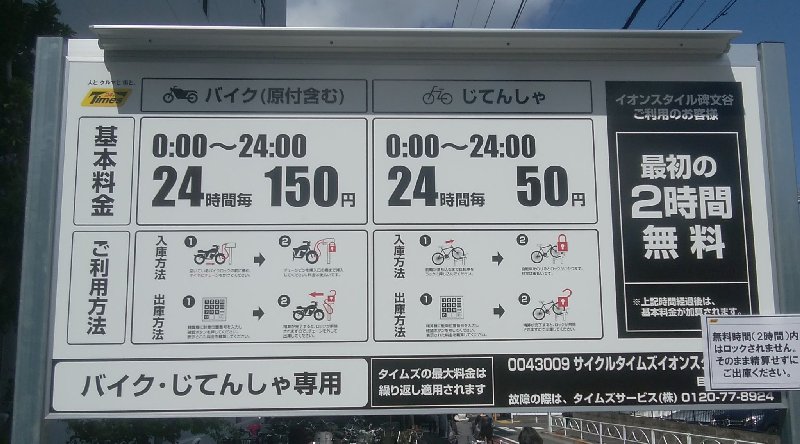 人と クルマと 街と。
Times
バイク(原付含む)
じてんしゃ
基本料金
0:00〜24:00
24時間毎 150円
0:00〜24:00
24時間毎 50円
イオンスタイル碑文谷
ご利用のお客様
最初の
2時間
無料
※上記時間経過後は、
基本料金が加算されます。
ご利用方法
入庫方法
1
2
出庫方法
1
2
入庫方法
1
2
出庫方法
1
2
バイク・じてんしゃ専用
タイムズの最大料金は
繰り返し適用されます
0043009 サイクルタイムズイオンスタ
故障の際は、タイムズサービス(株) 0120-77-8924
無料時間(2時間)内
はロックされません。
そのまま精算せずに
ご出庫ください。